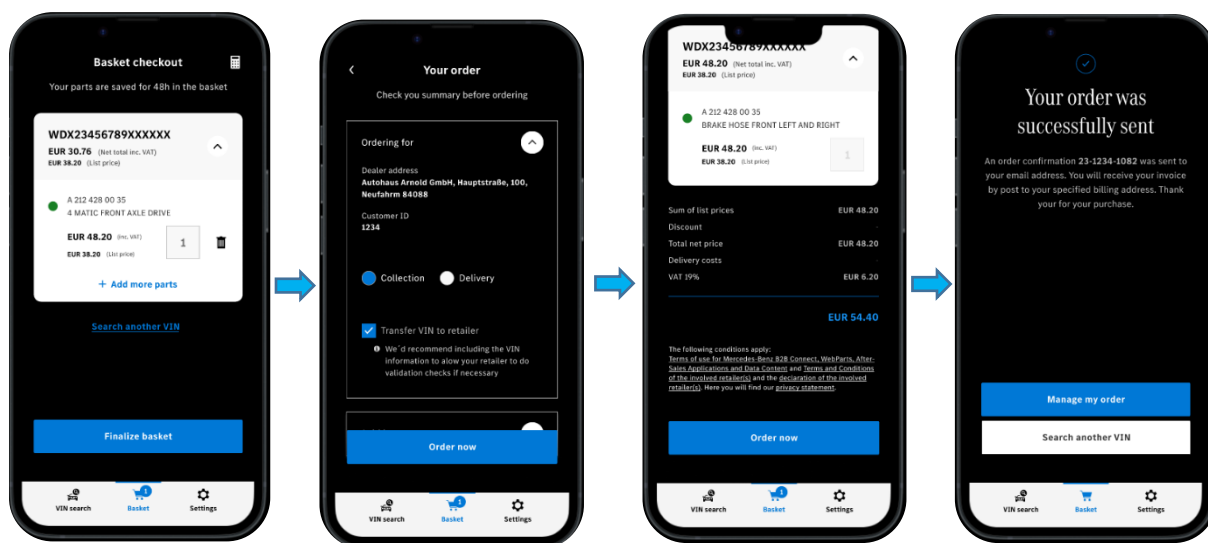 Basket checkout
Your parts are saved for 48h in the basket
WDX23456789XXXXXX
EUR 30.76 (Net total inc. VAT)
EUR 38.20 (List price)
A 212 428 00 35
4 MATIC FRONT AXLE DRIVE
EUR 48.20 (inc. VAT)
EUR 38.20 (List price)
1
+ Add more parts
Search another VIN
Finalize basket
VIN search
Basket
1
Settings
Your order
Check you summary before ordering
Ordering for
Dealer address
Autohaus Arnold GmbH, Hauptstraße, 100,
Neufahrm 84088
Customer ID
1234
Collection
Delivery
Transfer VIN to retailer
We´d recommend including the VIN
information to alow your retailer to do
validation checks if necessary
Order now
VIN search
Basket
1
Settings
WDX23456789XXXXXX
EUR 48.20 (Net total inc. VAT)
EUR 38.20 (List price)
A 212 428 00 35
BRAKE HOSE FRONT LEFT AND RIGHT
EUR 48.20 (inc. VAT)
EUR 38.20 (List price)
1
Sum of list prices EUR 48.20
Discount -
Total net price EUR 48.20
Delivery costs -
VAT 19% EUR 6.20
EUR 54.40
The following conditions apply:
Terms of use for Mercedes-Benz B2B Connect, WebParts, After-
Sales Applications and Data Content and Terms and Conditions
of the involved retailer(s) and the declaration of the involved
retailer(s). Here you will find our privacy statement.
Order now
VIN search
Basket
1
Settings
Your order was
successfully sent
An order confirmation 23-1234-1082 was sent to
your email address. You will receive your invoice
by post to your specified billing address. Thank
your for your purchase.
Manage my order
Search another VIN
VIN search
Basket
Settings